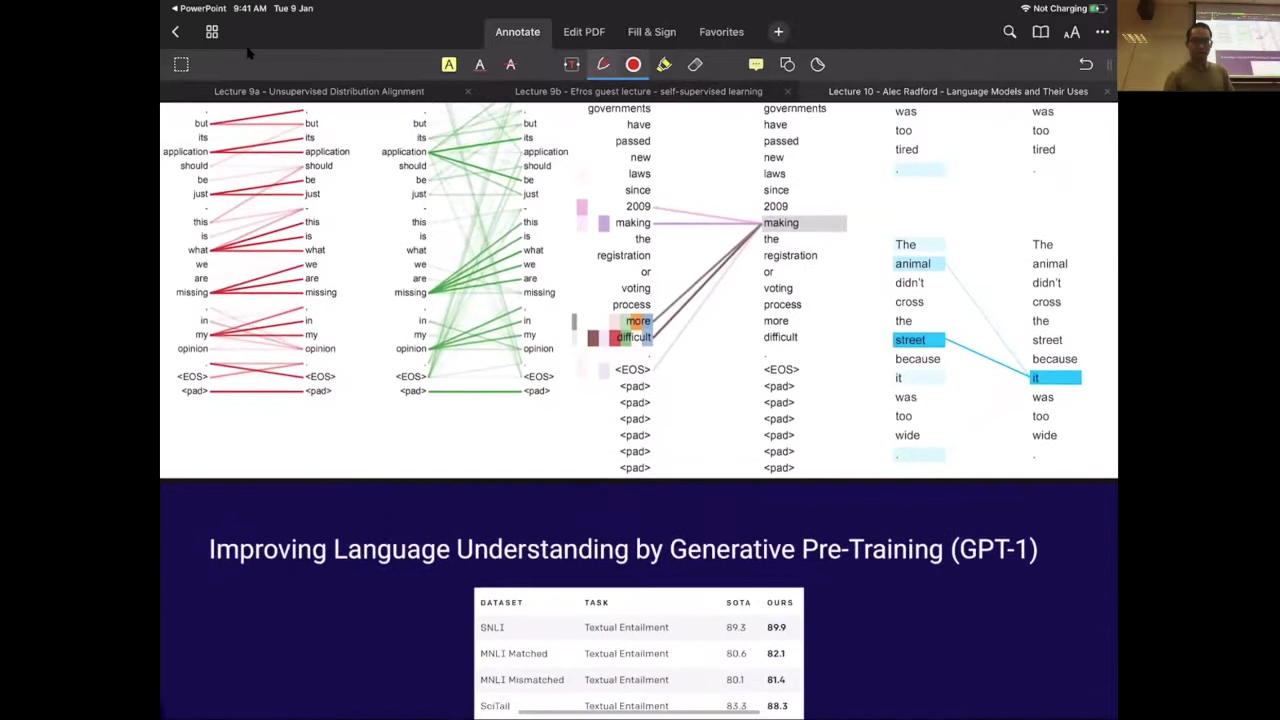 PowerPoint 9:41 AM Tue 9 Jan
Not Charging
Annotate Edit PDF Fill & Sign Favorites
Lecture 9a - Unsupervised Distribution Alignment
Lecture 9b - Efros guest lecture - self-supervised learning
Lecture 10 - Alec Radford - Language Models and Their Uses
.
but
its
application
should
be
just
-
this
is
what
we
are
missing
.
in
my
opinion
.
<EOS>
<pad>
.
but
its
application
should
be
just
-
this
is
what
we
are
missing
.
in
my
opinion
.
<EOS>
<pad>
.
but
its
application
should
be
just
-
this
is
what
we
are
missing
.
in
my
opinion
.
<EOS>
<pad>
.
but
its
application
should
be
just
-
this
is
what
we
are
missing
.
in
my
opinion
.
<EOS>
<pad>
governments
have
passed
new
laws
since
2009
making
the
registration
or
voting
process
more
difficult
.
<EOS>
<pad>
<pad>
<pad>
<pad>
<pad>
<pad>
governments
have
passed
new
laws
since
2009
making
the
registration
or
voting
process
more
difficult
.
<EOS>
<pad>
<pad>
<pad>
<pad>
<pad>
<pad>
was
too
tired
.
The
animal
didn't
cross
the
street
because
it
was
too
wide
.
was
too
tired
.
The
animal
didn't
cross
the
street
because
it
was
too
wide
.
Improving Language Understanding by Generative Pre-Training (GPT-1)
DATASET TASK SOTA OURS
SNLI Textual Entailment 89.3 89.9
MNLI Matched Textual Entailment 80.6 82.1
MNLI Mismatched Textual Entailment 80.1 81.4
SciTail Textual Entailment 83.3 88.3